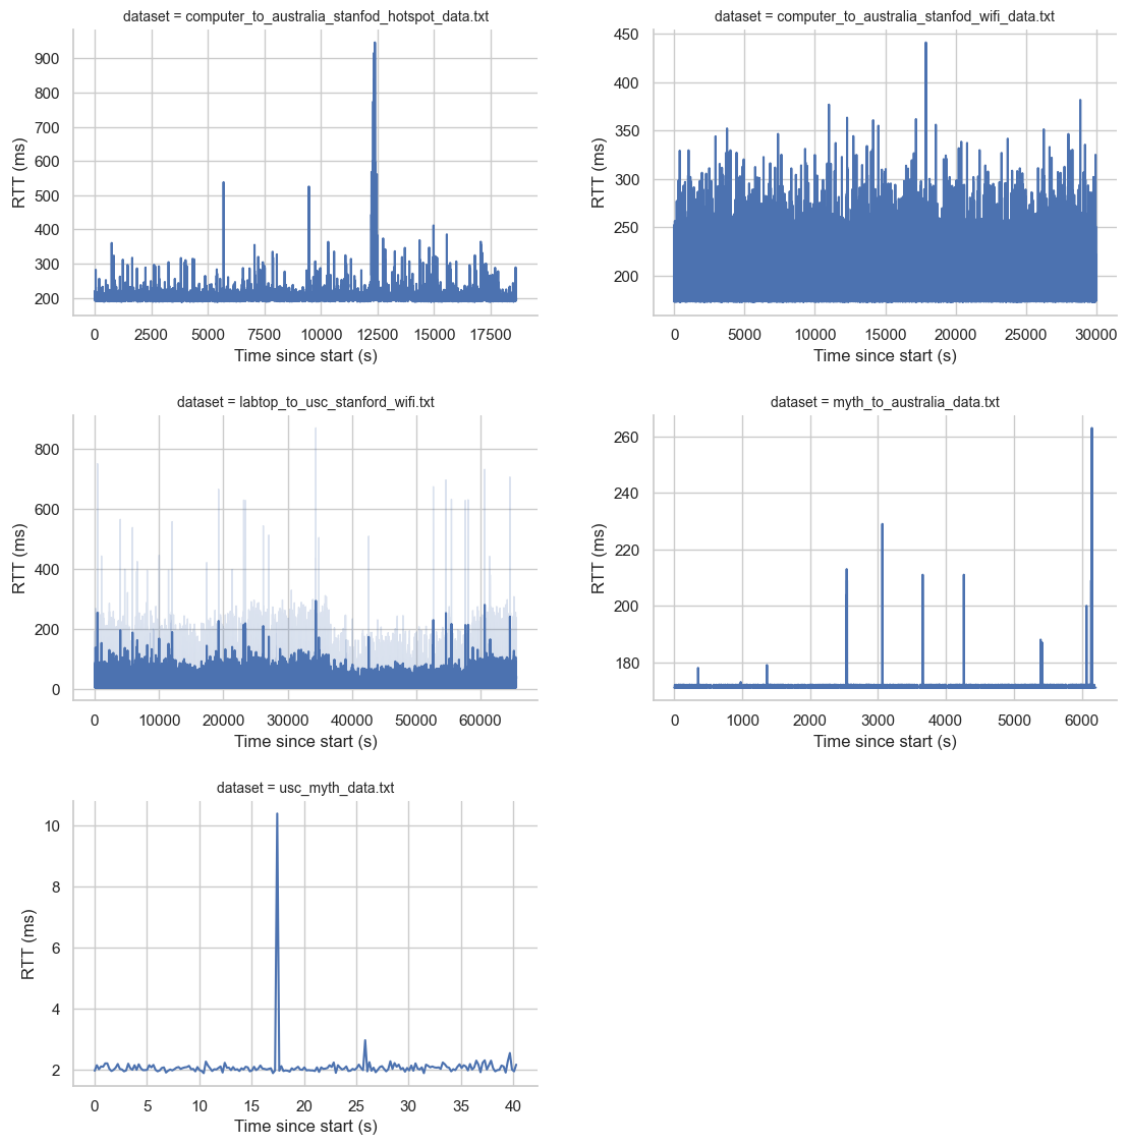 dataset = computer_to_australia_stanfod_hotspot_data.txt
900
800
700
600
500
400
300
200
RTT (ms)
0 2500 5000 7500 10000 12500 15000 17500
Time since start (s)
dataset = computer_to_australia_stanfod_wifi_data.txt
450
400
350
300
250
200
RTT (ms)
0 5000 10000 15000 20000 25000 30000
Time since start (s)
dataset = labtop_to_usc_stanford_wifi.txt
800
600
400
200
0
RTT (ms)
0 10000 20000 30000 40000 50000 60000
Time since start (s)
dataset = myth_to_australia_data.txt
260
240
220
200
180
RTT (ms)
0 1000 2000 3000 4000 5000 6000
Time since start (s)
dataset = usc_myth_data.txt
10
8
6
4
2
RTT (ms)
0 5 10 15 20 25 30 35 40
Time since start (s)